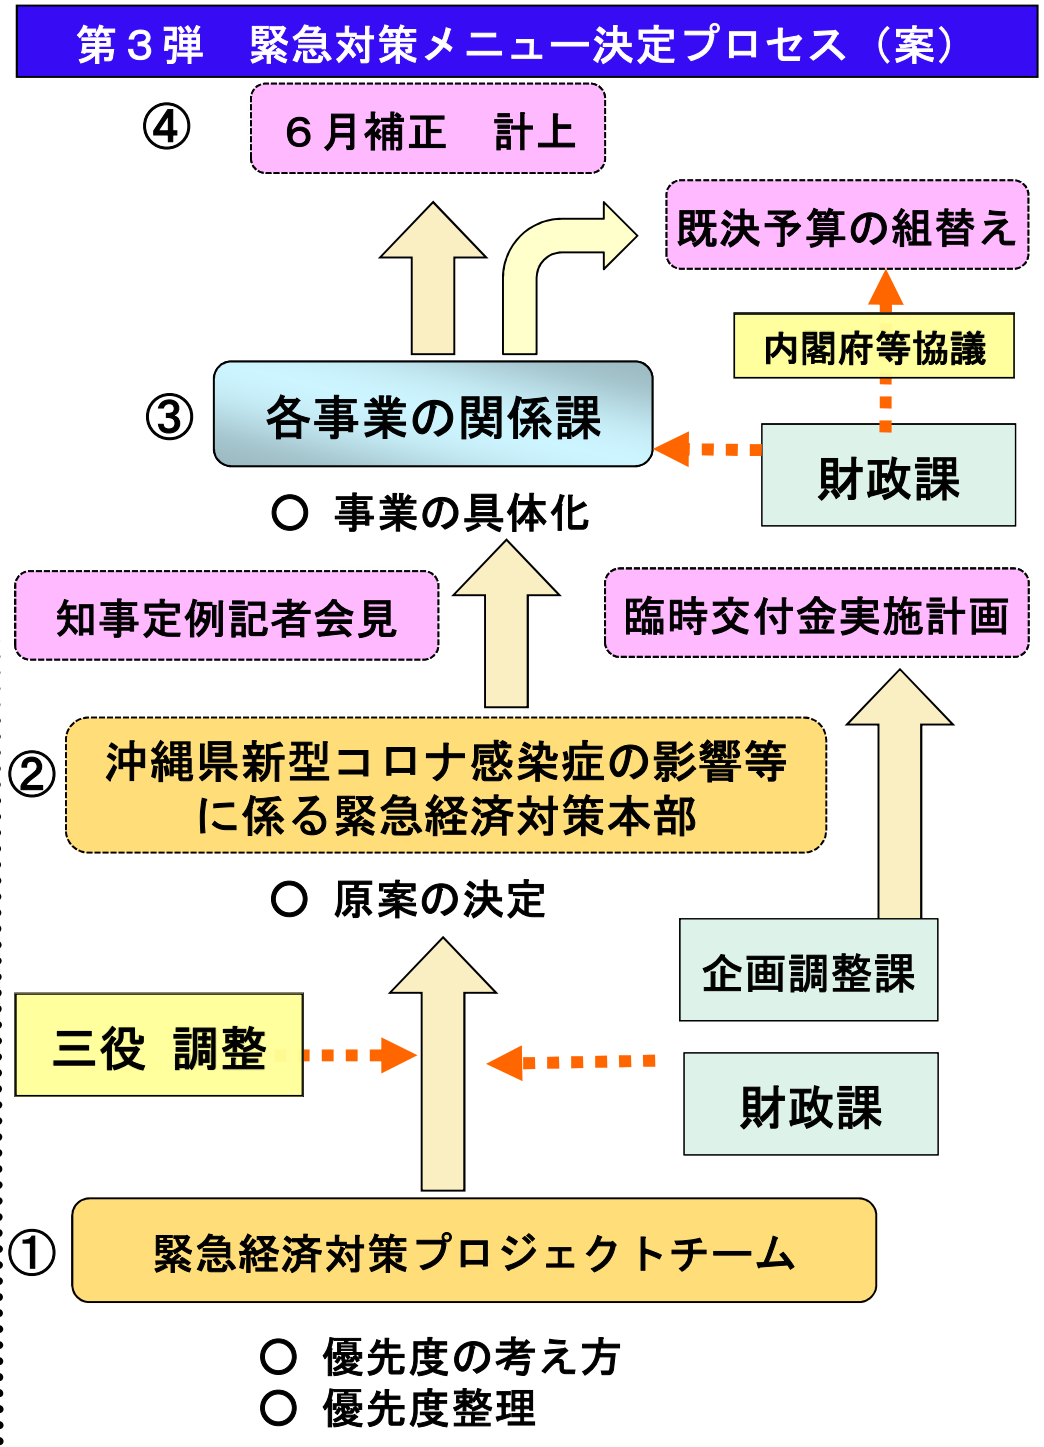 第３弾　緊急対策メニュー決定プロセス（案）
④
６月補正　計上
既決予算の組替え
内閣府等協議
③
各事業の関係課
財政課
○ 事業の具体化
知事定例記者会見
臨時交付金実施計画
②
沖縄県新型コロナ感染症の影響等
に係る緊急経済対策本部
○ 原案の決定
企画調整課
三役 調整
財政課
①
緊急経済対策プロジェクトチーム
○ 優先度の考え方
○ 優先度整理